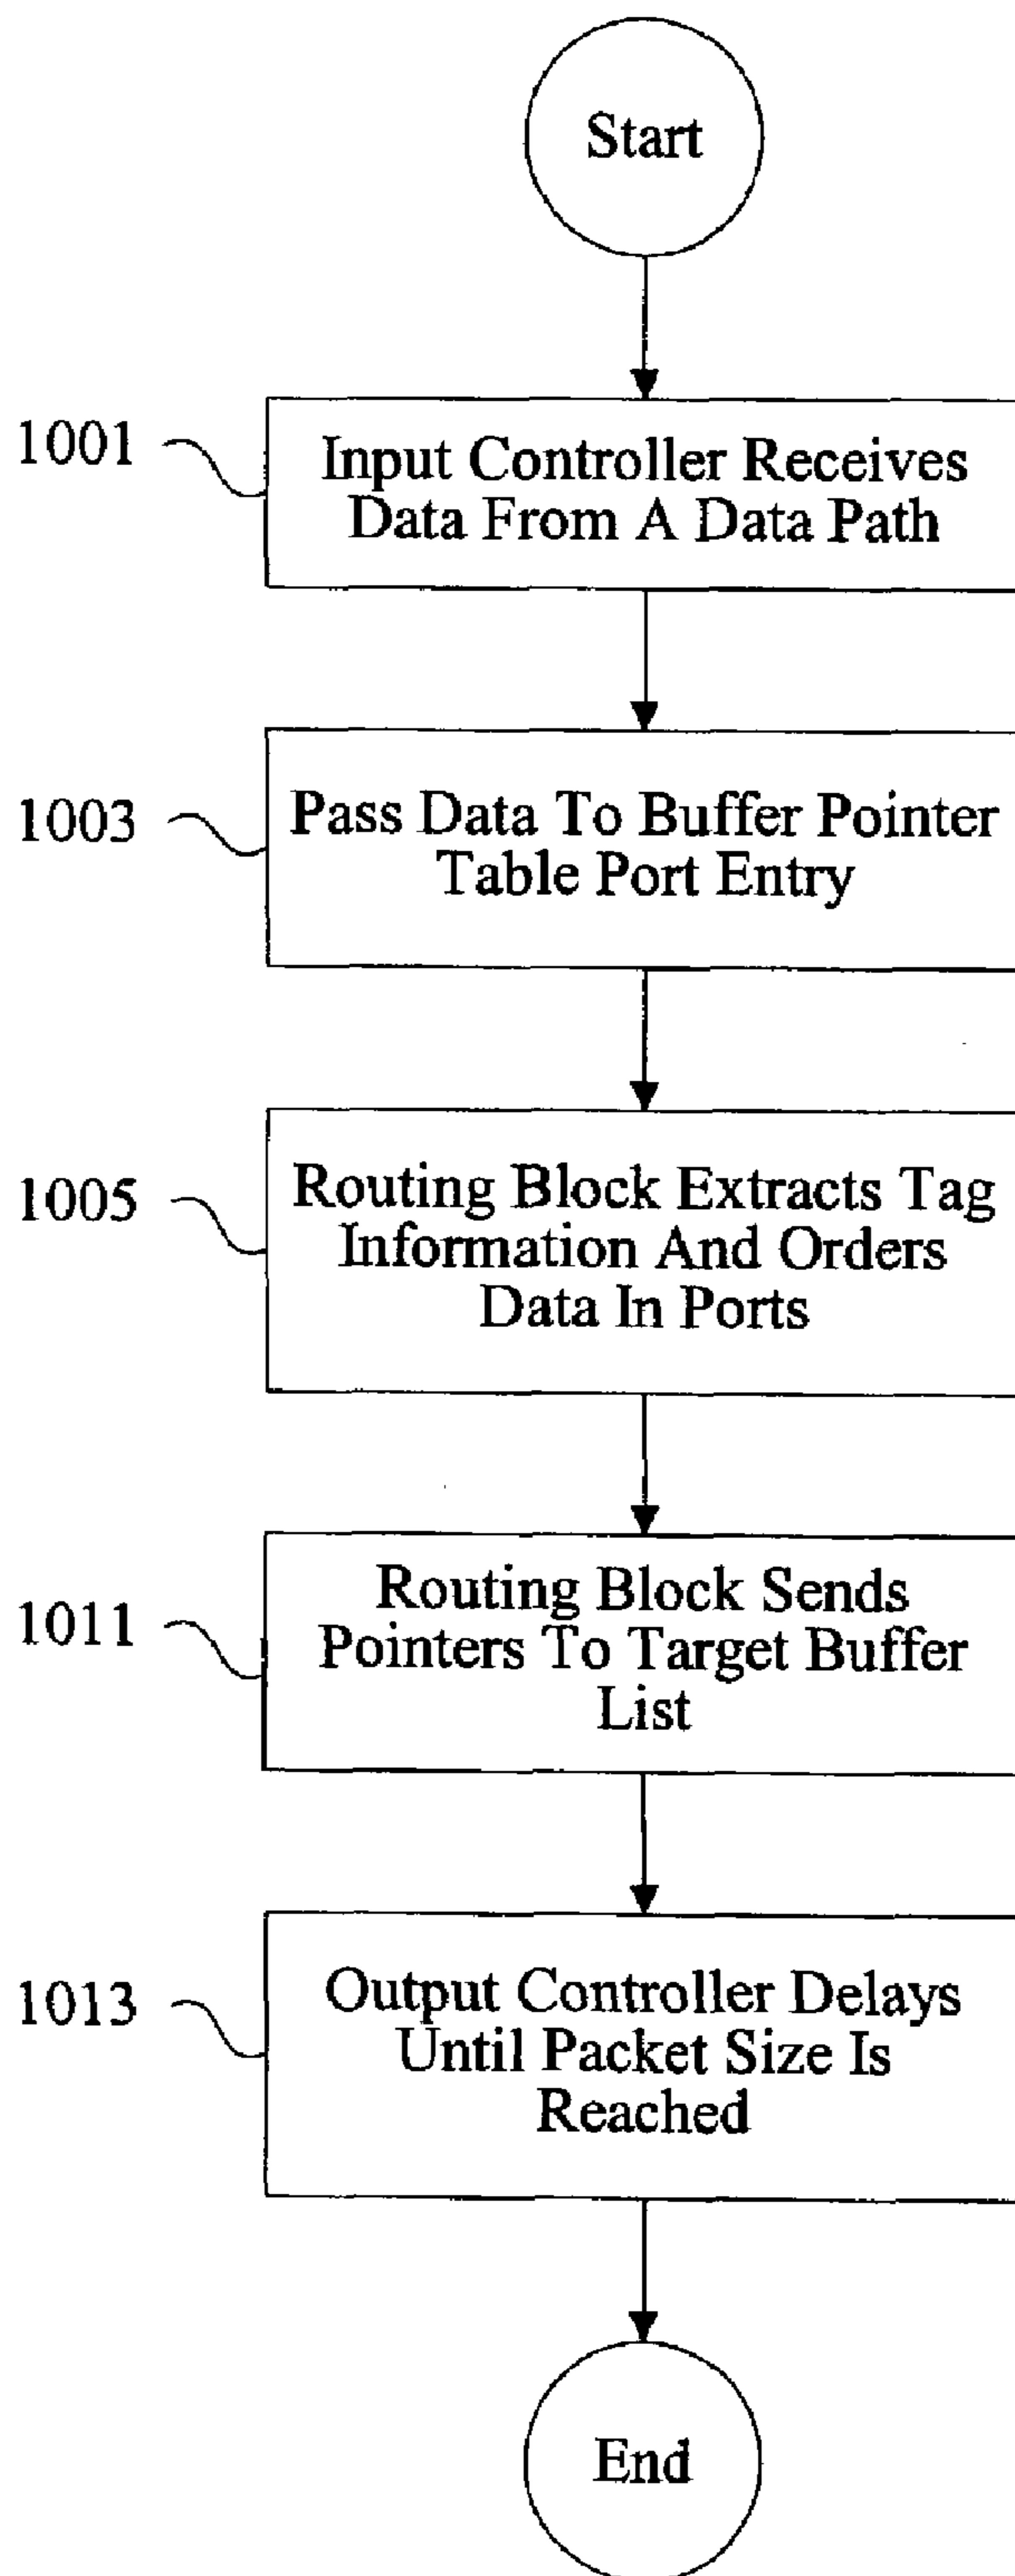 Start
1001
Input Controller Receives
Data From A Data Path
1003
Pass Data To Buffer Pointer
Table Port Entry
1005
Routing Block Extracts Tag
Information And Orders
Data In Ports
1011
Routing Block Sends
Pointers To Target Buffer
List
1013
Output Controller Delays
Until Packet Size Is
Reached
End